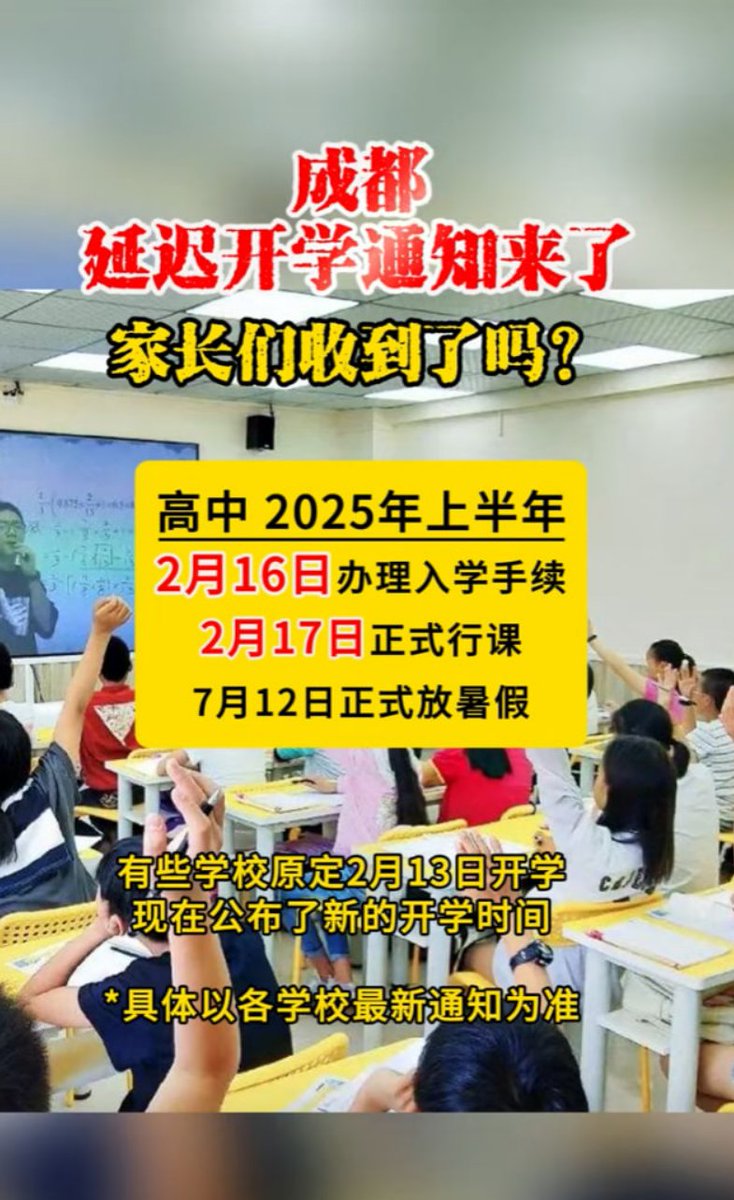 成都
延迟开学通知来了
家长们收到了吗？
高中 2025年上半年
2月16日办理入学手续
2月17日正式行课
7月12日正式放暑假
有些学校原定2月13日开学
现在公布了新的开学时间
*具体以各学校最新通知为准